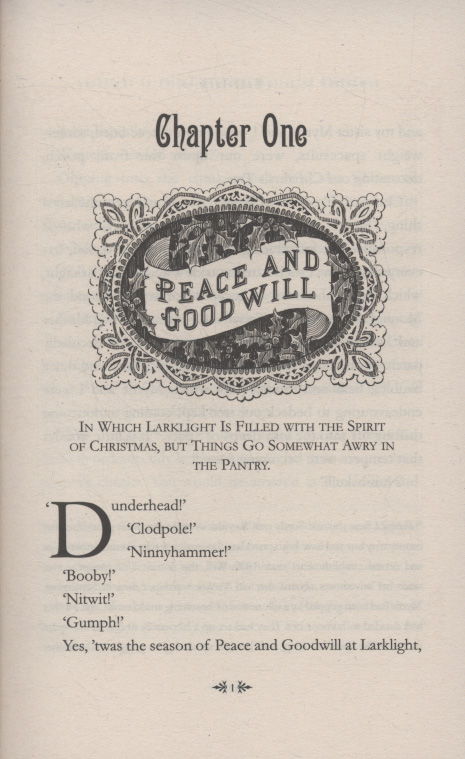 Chapter One
PEACE AND
GOOD WILL
IN WHICH LARKLIGHT IS FILLED WITH THE SPIRIT
OF CHRISTMAS, BUT THINGS GO SOMEWHAT AWRY IN
THE PANTRY.
‘Dunderhead!’
‘Clodpole!’
‘Ninnyhammer!’
‘Booby!’
‘Nitwit!’
‘Gumph!’
Yes, ’twas the season of Peace and Goodwill at Larklight,
1